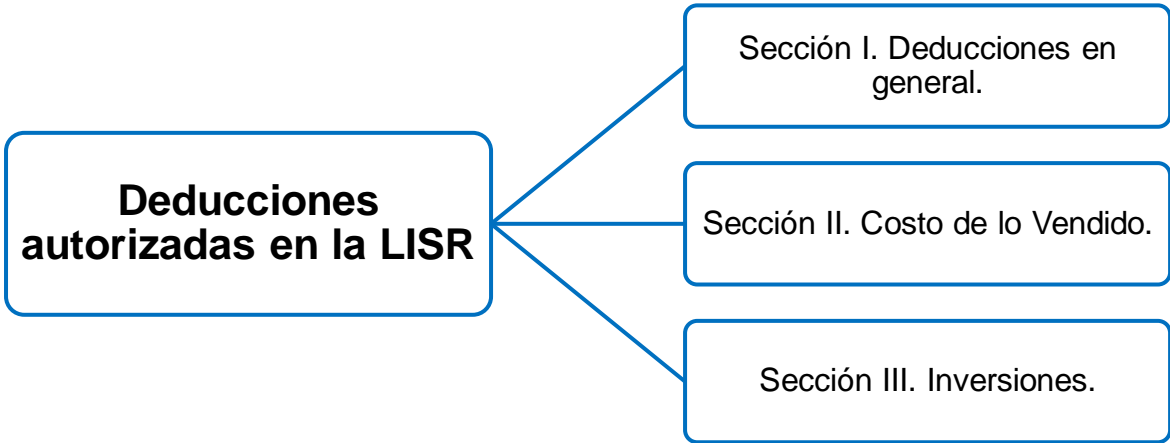 Deducciones
autorizadas en la LISR
Sección I. Deducciones en
general.
Sección II. Costo de lo Vendido.
Sección III. Inversiones.